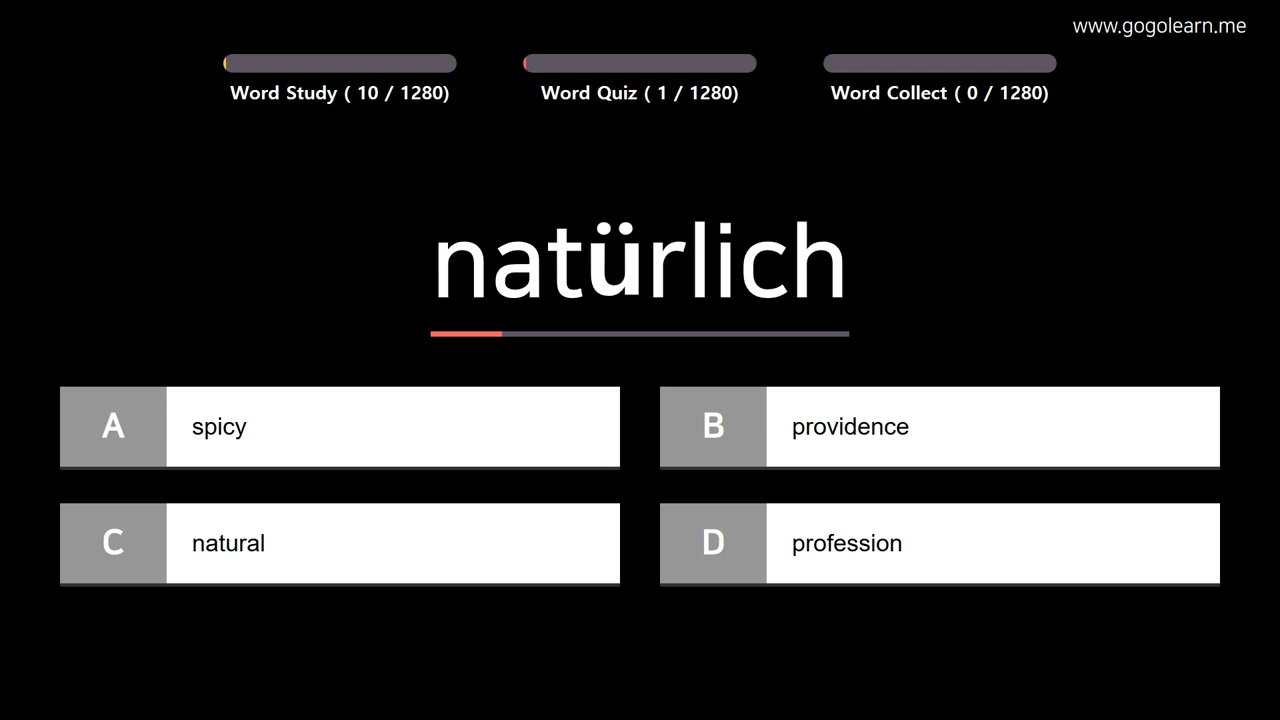 www.gogolearn.me
Word Study ( 10 / 1280)
Word Quiz ( 1 / 1280)
Word Collect ( 0 / 1280)
natürlich
A spicy
B providence
C natural
D profession